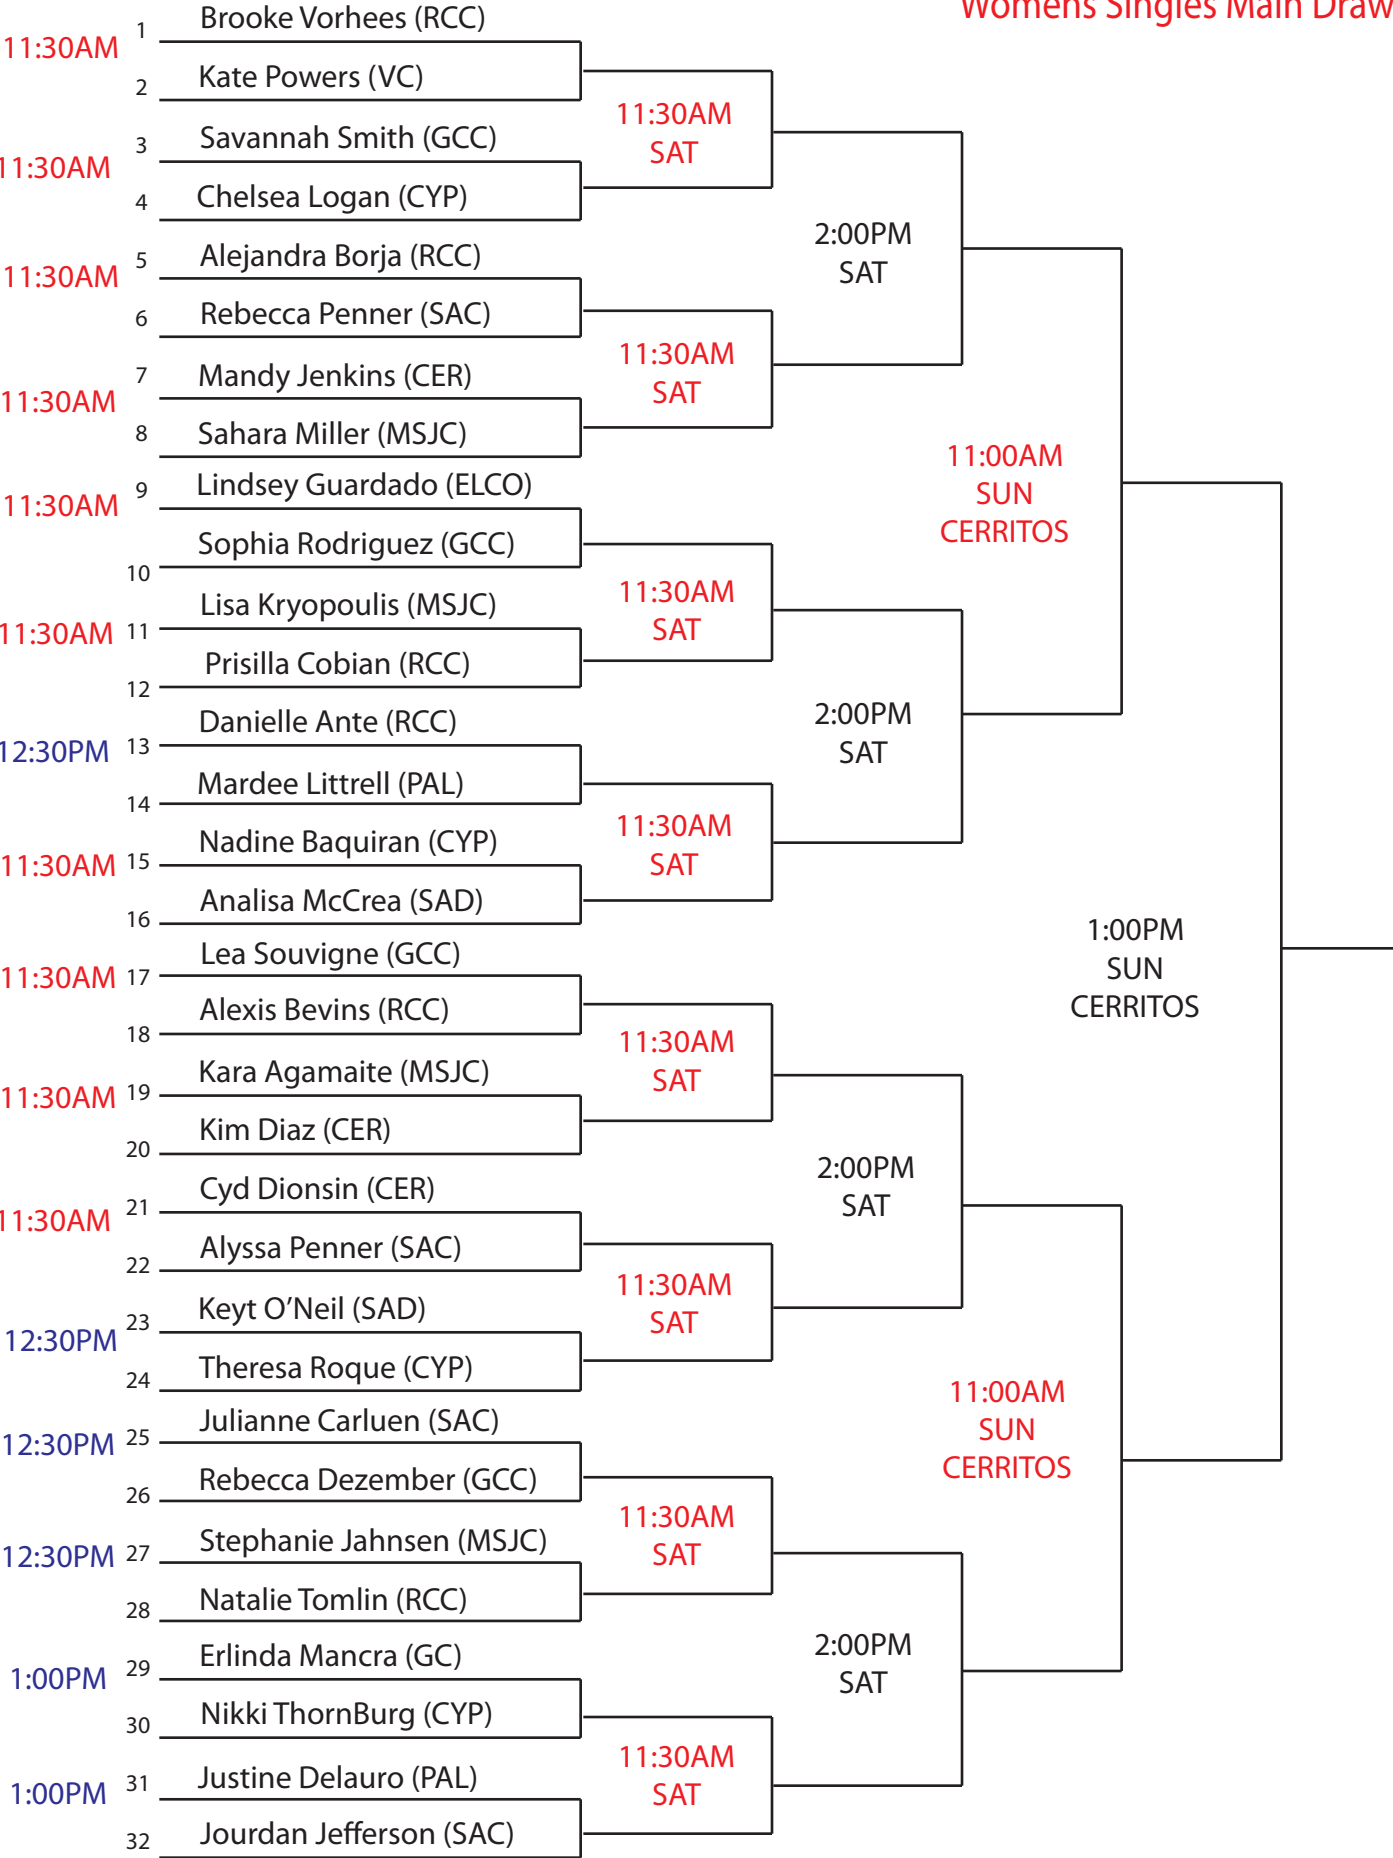 Womens Singles Main Draw
11:30AM
1 Brooke Vorhees (RCC)
2 Kate Powers (VC)
11:30AM
SAT
11:30AM
3 Savannah Smith (GCC)
4 Chelsea Logan (CYP)
2:00PM
SAT
11:30AM
5 Alejandra Borja (RCC)
6 Rebecca Penner (SAC)
11:30AM
SAT
11:30AM
7 Mandy Jenkins (CER)
8 Sahara Miller (MSJC)
11:00AM
SUN
CERRITOS
11:30AM
9 Lindsey Guardado (ELCO)
10 Sophia Rodriguez (GCC)
11:30AM
SAT
11:30AM
11 Lisa Kryopoulis (MSJC)
12 Prisilla Cobian (RCC)
2:00PM
SAT
12:30PM
13 Danielle Ante (RCC)
14 Mardee Littrell (PAL)
11:30AM
SAT
11:30AM
15 Nadine Baquiran (CYP)
16 Analisa McCrea (SAD)
1:00PM
SUN
CERRITOS
11:30AM
17 Lea Souvigne (GCC)
18 Alexis Bevins (RCC)
11:30AM
SAT
11:30AM
19 Kara Agamaite (MSJC)
20 Kim Diaz (CER)
2:00PM
SAT
11:30AM
21 Cyd Dionsin (CER)
22 Alyssa Penner (SAC)
11:30AM
SAT
12:30PM
23 Keyt O’Neil (SAD)
24 Theresa Roque (CYP)
11:00AM
SUN
CERRITOS
12:30PM
25 Julianne Carluen (SAC)
26 Rebecca Dezember (GCC)
11:30AM
SAT
12:30PM
27 Stephanie Jahnsen (MSJC)
28 Natalie Tomlin (RCC)
2:00PM
SAT
1:00PM
29 Erlinda Mancra (GC)
30 Nikki ThornBurg (CYP)
11:30AM
SAT
1:00PM
31 Justine Delauro (PAL)
32 Jourdan Jefferson (SAC)